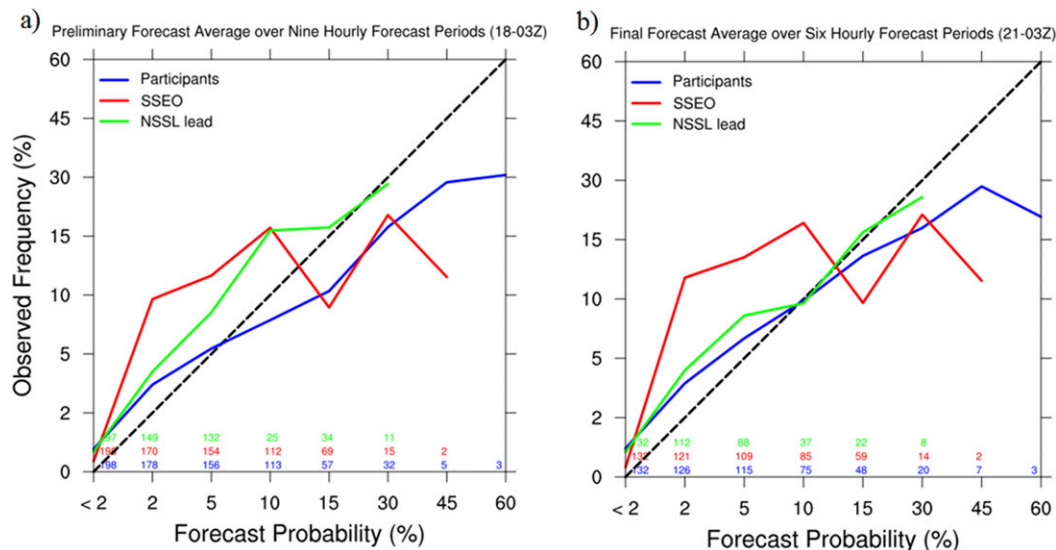 a)
Preliminary Forecast Average over Nine Hourly Forecast Periods (18-03Z)
60
45
30
15
10
5
2
0
Observed Frequency (%)
Participants
SSEO
NSSL lead
149 132 25 34 11
170 154 112 69 15 2
198 178 156 113 57 32 5 3
< 2 2 5 10 15 30 45 60
Forecast Probability (%)
b)
Final Forecast Average over Six Hourly Forecast Periods (21-03Z)
60
45
30
15
10
5
2
0
Participants
SSEO
NSSL lead
112 88 37 22 8
121 109 85 59 14 2
132 126 115 75 48 20 7 3
< 2 2 5 10 15 30 45 60
Forecast Probability (%)